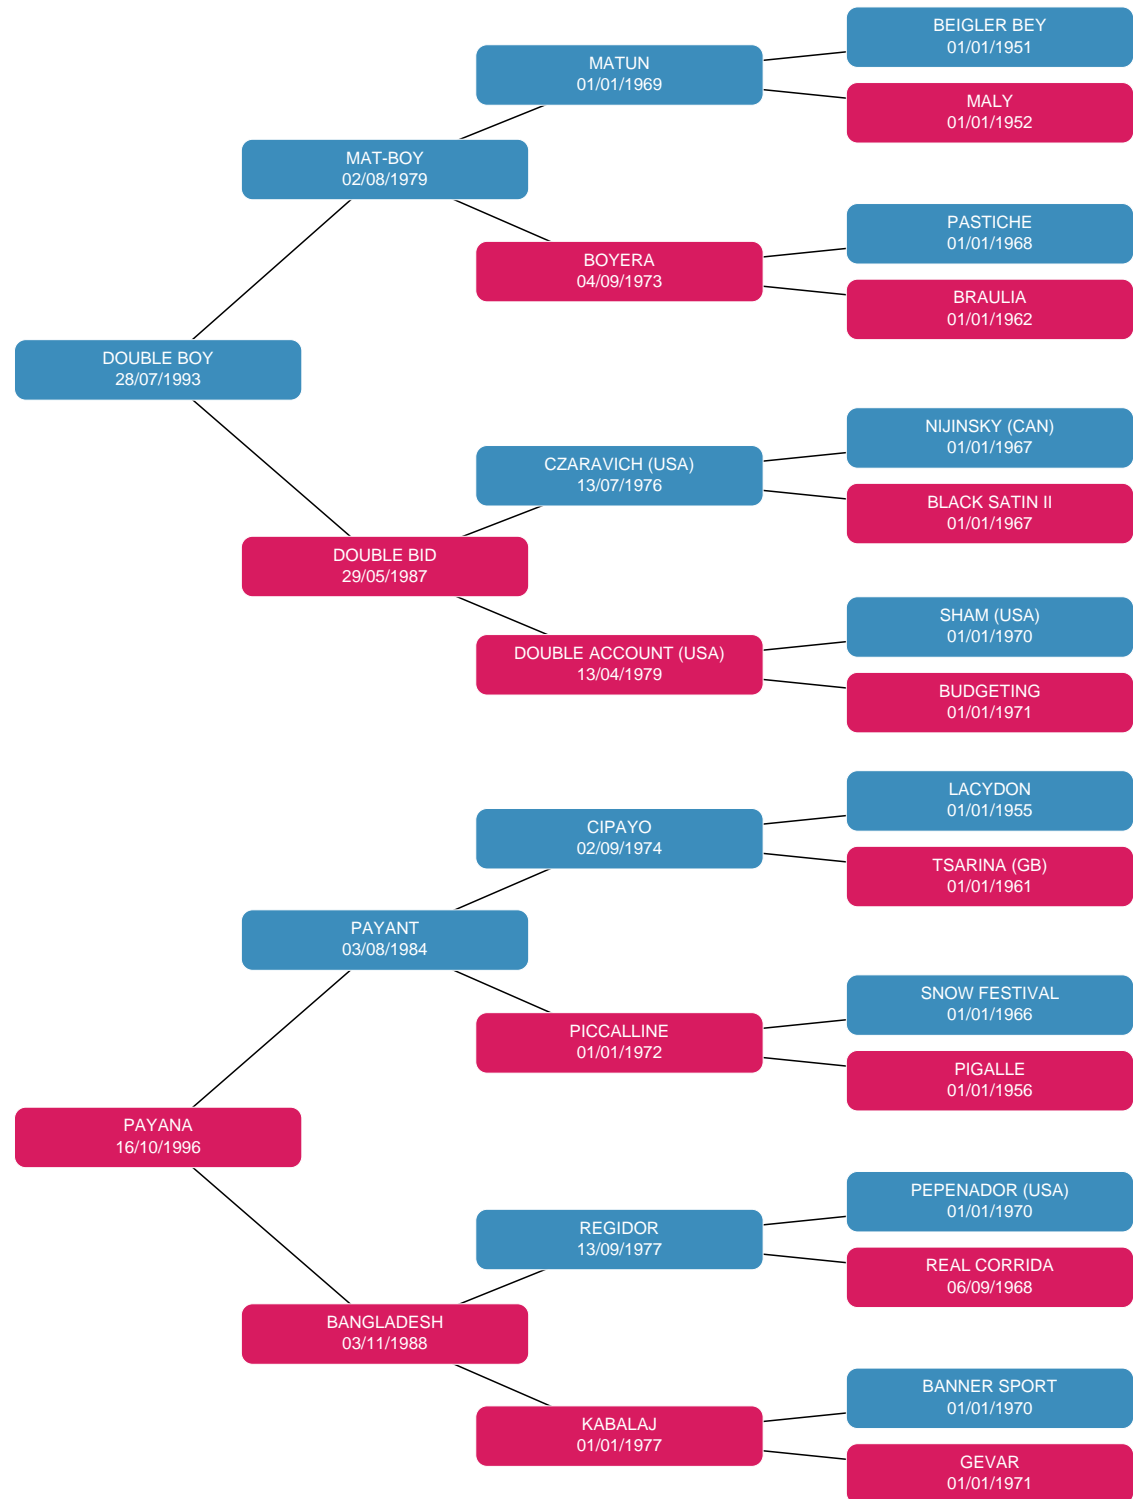 BEIGLER BEY
01/01/1951
MATUN
01/01/1969
MALY
01/01/1952
MAT-BOY
02/08/1979
PASTICHE
01/01/1968
BOYERA
04/09/1973
BRAULIA
01/01/1962
DOUBLE BOY
28/07/1993
NIJINSKY (CAN)
01/01/1967
CZARAVICH (USA)
13/07/1976
BLACK SATIN II
01/01/1967
DOUBLE BID
29/05/1987
SHAM (USA)
01/01/1970
DOUBLE ACCOUNT (USA)
13/04/1979
BUDGETING
01/01/1971
LACYDON
01/01/1955
CIPAYO
02/09/1974
TSARINA (GB)
01/01/1961
PAYANT
03/08/1984
SNOW FESTIVAL
01/01/1966
PICCALLINE
01/01/1972
PIGALLE
01/01/1956
PAYANA
16/10/1996
PEPENADOR (USA)
01/01/1970
REGIDOR
13/09/1977
REAL CORRIDA
06/09/1968
BANGLADESH
03/11/1988
BANNER SPORT
01/01/1970
KABALAJ
01/01/1977
GEVAR
01/01/1971